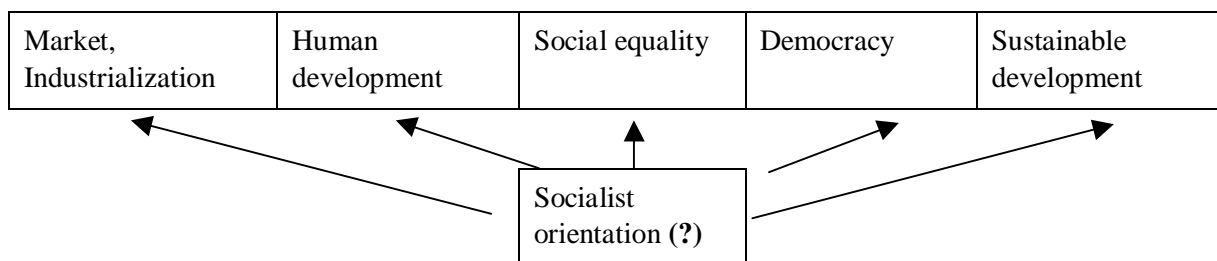 Market,
Industrialization
Human
development
Social equality
Democracy
Sustainable
development
Socialist
orientation (?)